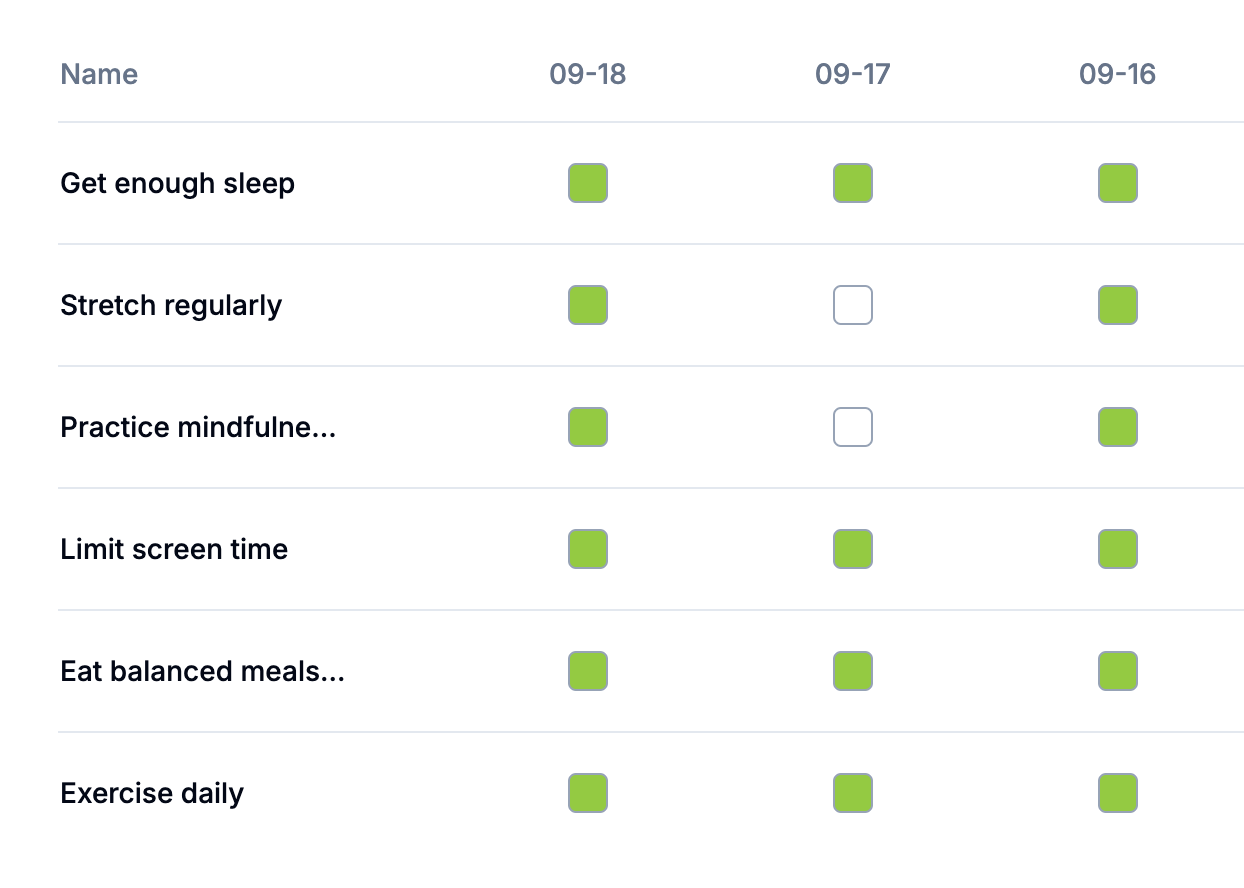 Name 09-18 09-17 09-16
Get enough sleep
Stretch regularly
Practice mindfulne...
Limit screen time
Eat balanced meals...
Exercise daily